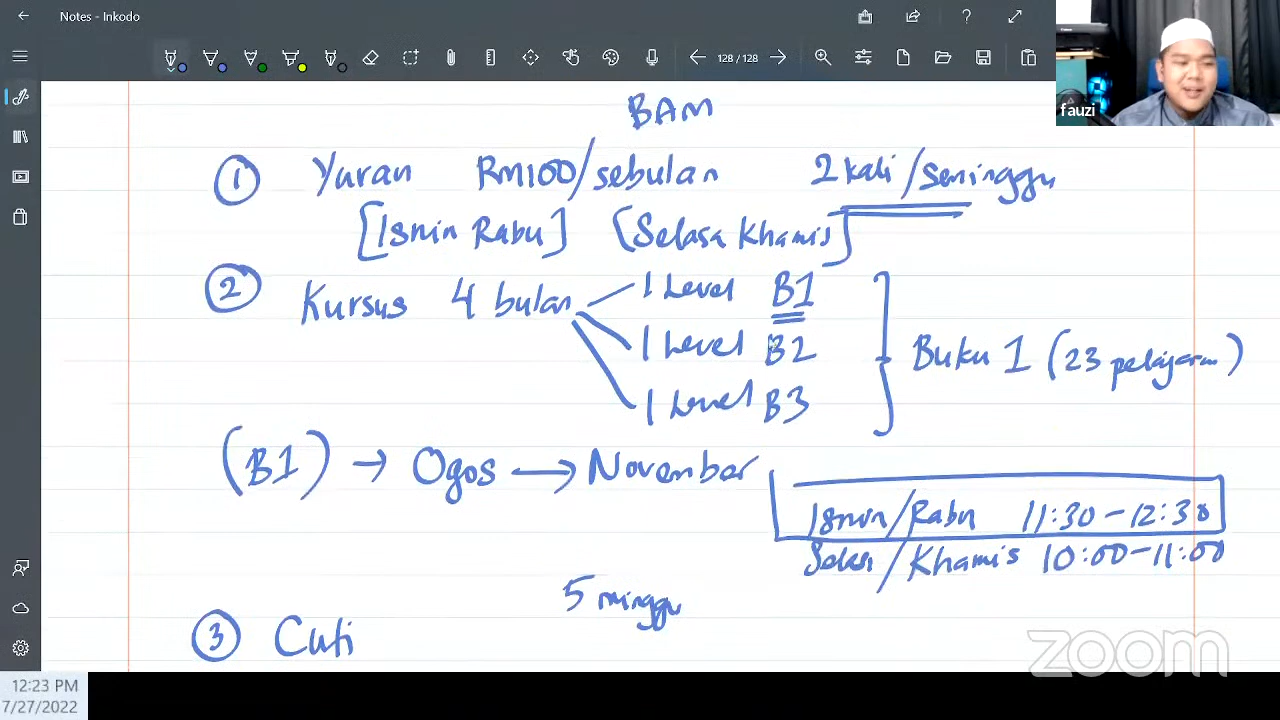 Notes - Inkodo
128 / 128
fauzi
BAM
1 Yuran RM100/sebulan 2 kali/seminggu
[Isnin Rabu] [Selasa Khamis]
2 Kursus 4 bulan
1 Level B1
1 Level B2
1 Level B3
Buku 1 (23 pelajaran)
(B1) → Ogos → November
Isnin/Rabu 11:30-12:30
Selasa/Khamis 10:00-11:00
5 minggu
3 Cuti
zoom
12:23 PM
7/27/2022